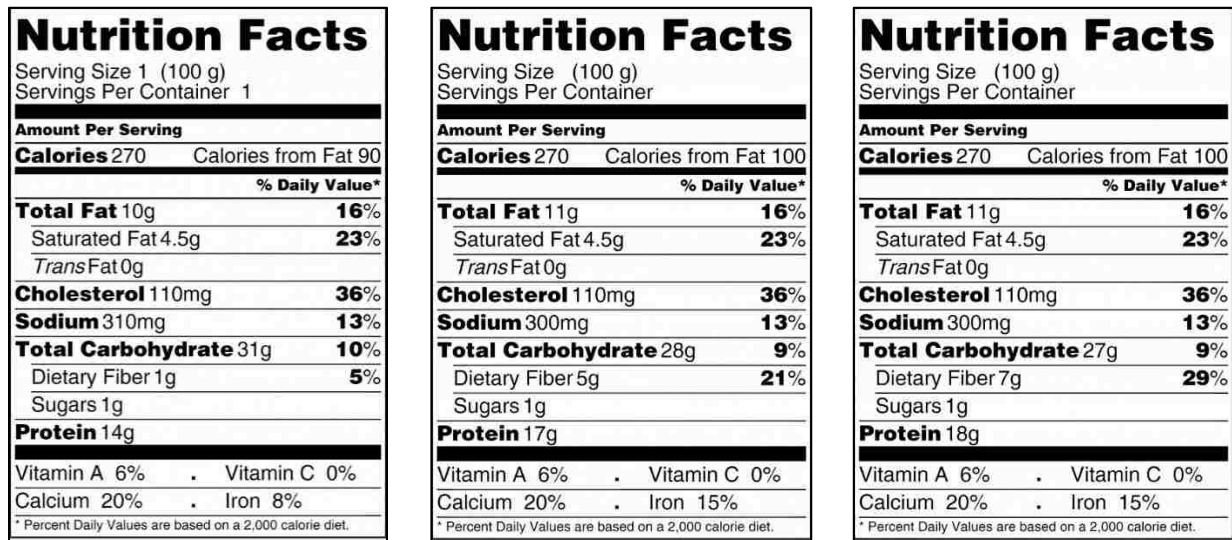 Nutrition Facts
Serving Size 1 (100 g)
Servings Per Container 1
Amount Per Serving
Calories 270 Calories from Fat 90
% Daily Value*
Total Fat 10g 16%
Saturated Fat 4.5g 23%
Trans Fat 0g
Cholesterol 110mg 36%
Sodium 310mg 13%
Total Carbohydrate 31g 10%
Dietary Fiber 1g 5%
Sugars 1g
Protein 14g
Vitamin A 6% . Vitamin C 0%
Calcium 20% . Iron 8%
* Percent Daily Values are based on a 2,000 calorie diet.
Nutrition Facts
Serving Size (100 g)
Servings Per Container
Amount Per Serving
Calories 270 Calories from Fat 100
% Daily Value*
Total Fat 11g 16%
Saturated Fat 4.5g 23%
Trans Fat 0g
Cholesterol 110mg 36%
Sodium 300mg 13%
Total Carbohydrate 28g 9%
Dietary Fiber 5g 21%
Sugars 1g
Protein 17g
Vitamin A 6% . Vitamin C 0%
Calcium 20% . Iron 15%
* Percent Daily Values are based on a 2,000 calorie diet.
Nutrition Facts
Serving Size (100 g)
Servings Per Container
Amount Per Serving
Calories 270 Calories from Fat 100
% Daily Value*
Total Fat 11g 16%
Saturated Fat 4.5g 23%
Trans Fat 0g
Cholesterol 110mg 36%
Sodium 300mg 13%
Total Carbohydrate 27g 9%
Dietary Fiber 7g 29%
Sugars 1g
Protein 18g
Vitamin A 6% . Vitamin C 0%
Calcium 20% . Iron 15%
* Percent Daily Values are based on a 2,000 calorie diet.